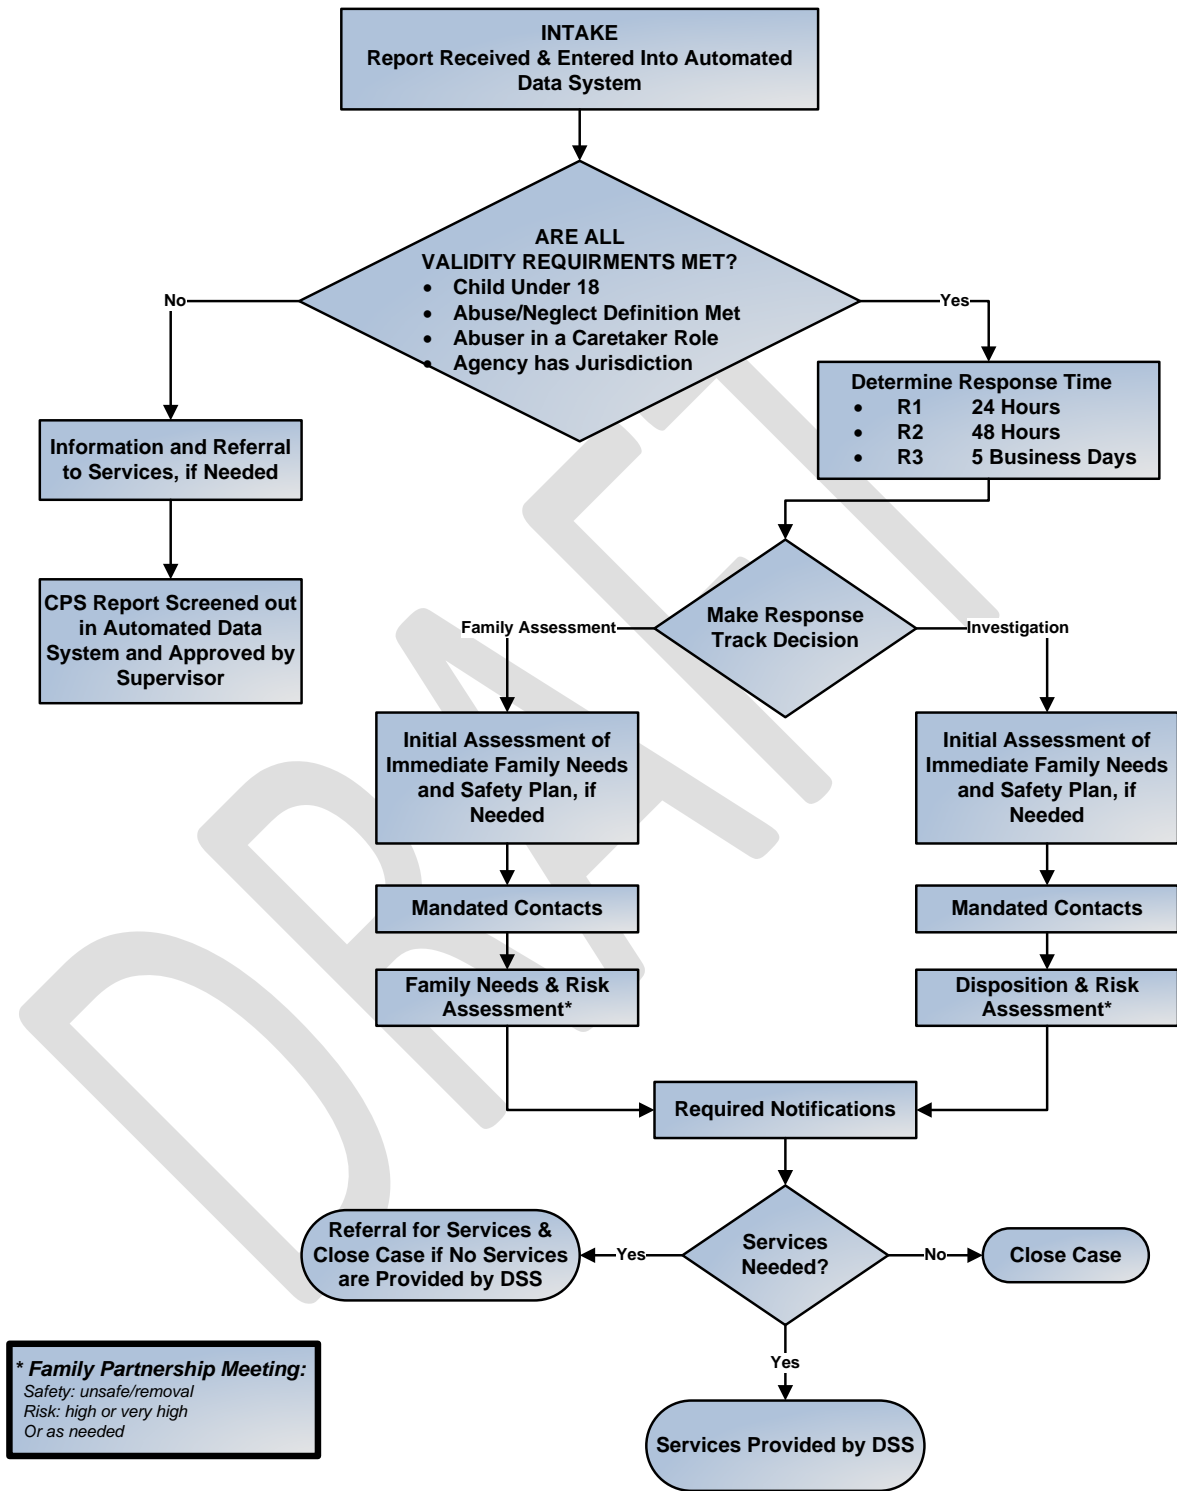 INTAKE
Report Received & Entered Into Automated
Data System
ARE ALL
VALIDITY REQUIRMENTS MET?
• Child Under 18
• Abuse/Neglect Definition Met
• Abuser in a Caretaker Role
• Agency has Jurisdiction
No
Yes
Determine Response Time
• R1 24 Hours
• R2 48 Hours
• R3 5 Business Days
Information and Referral
to Services, if Needed
CPS Report Screened out
in Automated Data
System and Approved by
Supervisor
Make Response
Track Decision
Family Assessment
Investigation
Initial Assessment of
Immediate Family Needs
and Safety Plan, if
Needed
Initial Assessment of
Immediate Family Needs
and Safety Plan, if
Needed
Mandated Contacts
Mandated Contacts
Family Needs & Risk
Assessment*
Disposition & Risk
Assessment*
Required Notifications
Services
Needed?
Yes
No
Referral for Services &
Close Case if No Services
are Provided by DSS
Close Case
Yes
Services Provided by DSS
* Family Partnership Meeting:
Safety: unsafe/removal
Risk: high or very high
Or as needed
DRAFT